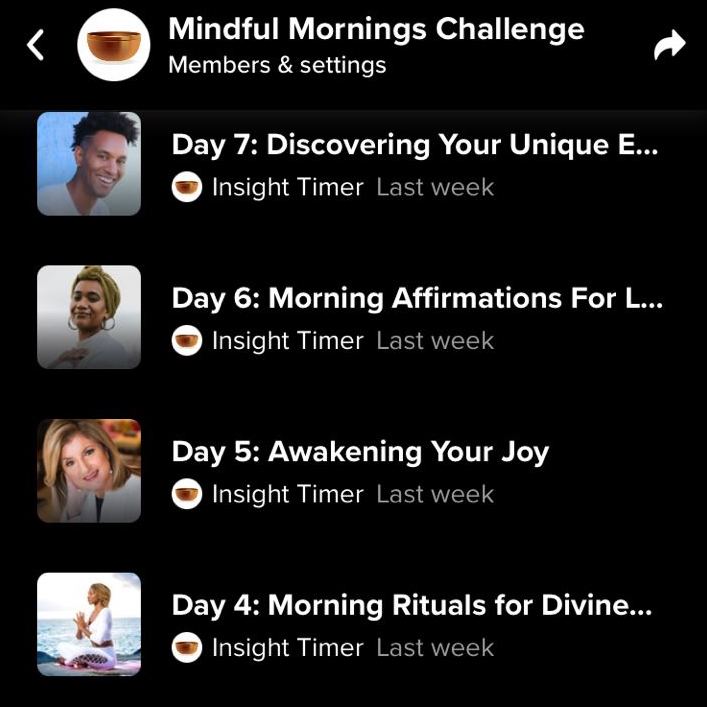 Mindful Mornings Challenge
Members & settings
Day 7: Discovering Your Unique E...
Insight Timer Last week
Day 6: Morning Affirmations For L...
Insight Timer Last week
Day 5: Awakening Your Joy
Insight Timer Last week
Day 4: Morning Rituals for Divine...
Insight Timer Last week